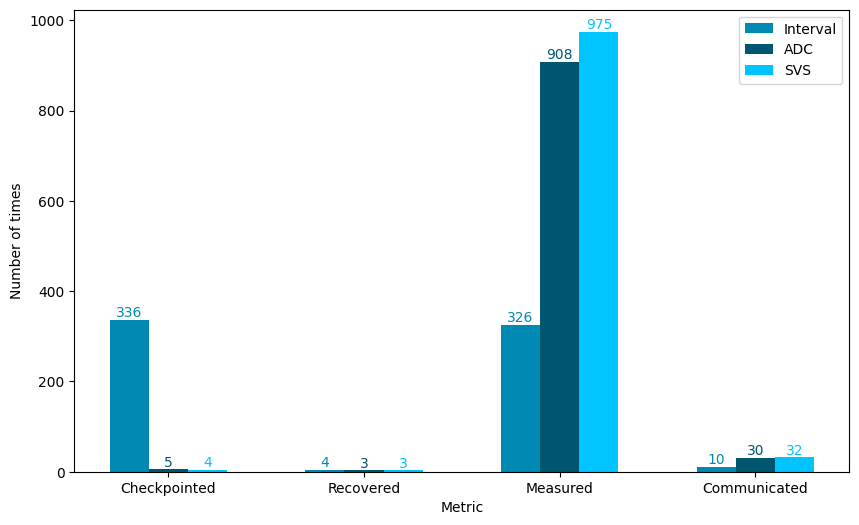 1000
800
600
400
200
0
Number of times
Interval
ADC
SVS
336
5
4
4
3
3
326
908
975
10
30
32
Checkpointed
Recovered
Measured
Communicated
Metric